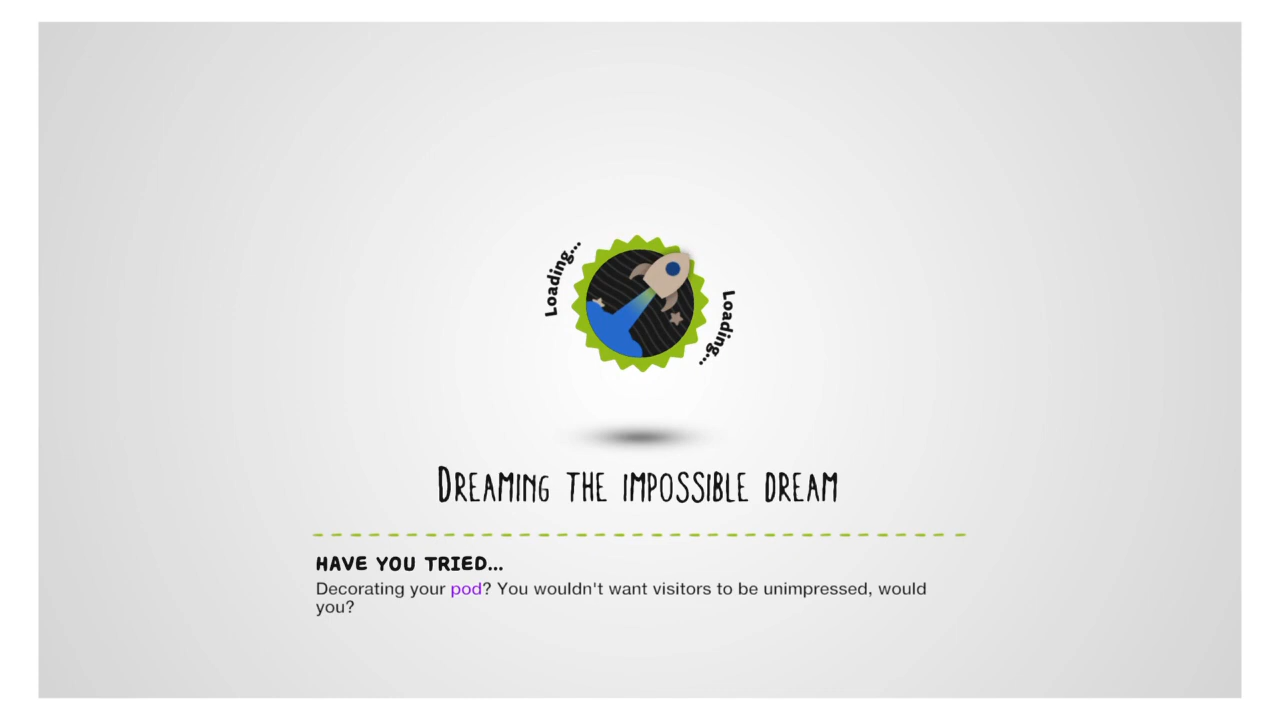 Loading...
Loading...
Dreaming the impossible dream
HAVE YOU TRIED...
Decorating your pod? You wouldn't want visitors to be unimpressed, would
you?